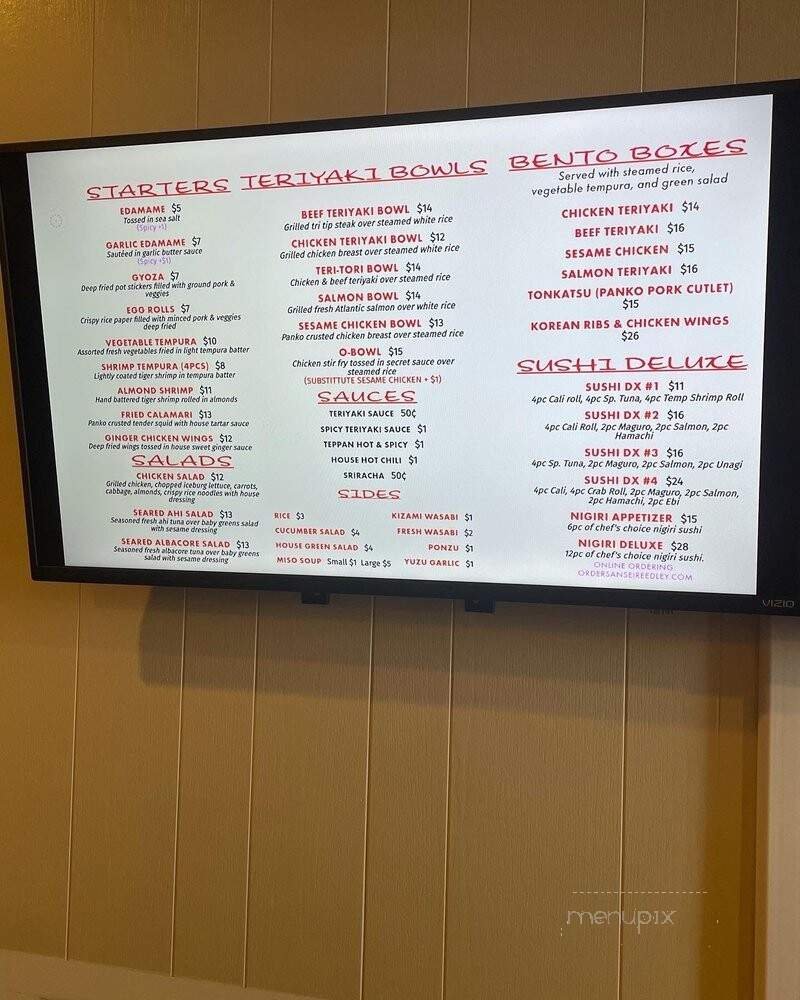 STARTERS
EDAMAME $5
Tossed in sea salt
(Spicy +1)
GARLIC EDAMAME $7
Sautéed in garlic butter sauce
(Spicy +$1)
GYOZA $7
Deep fried pot stickers filled with ground pork &
veggies
EGG ROLLS $7
Crispy rice paper filled with minced pork & veggies
deep fried
VEGETABLE TEMPURA $10
Assorted fresh vegetables fried in light tempura batter
SHRIMP TEMPURA (4PCS) $8
Lightly coated tiger shrimp in tempura batter
ALMOND SHRIMP $11
Hand battered tiger shrimp rolled in almonds
FRIED CALAMARI $13
Panko crusted tender squid with house tartar sauce
GINGER CHICKEN WINGS $12
Deep fried wings tossed in house sweet ginger sauce
SALADS
CHICKEN SALAD $12
Grilled chicken, chopped iceburg lettuce, carrots,
cabbage, almonds, crispy rice noodles with house
dressing
SEARED AHI SALAD $13
Seasoned fresh ahi tuna over baby greens salad
with sesame dressing
SEARED ALBACORE SALAD $13
Seasoned fresh albacore tuna over baby greens
salad with sesame dressing
TERIYAKI BOWLS
BEEF TERIYAKI BOWL $14
Grilled tri tip steak over steamed white rice
CHICKEN TERIYAKI BOWL $12
Grilled chicken breast over steamed white rice
TERI-TORI BOWL $14
Chicken & beef teriyaki over steamed rice
SALMON BOWL $14
Grilled fresh Atlantic salmon over white rice
SESAME CHICKEN BOWL $13
Panko crusted chicken breast over steamed rice
O-BOWL $15
Chicken stir fry tossed in secret sauce over
steamed rice
(SUBSTITTUTE SESAME CHICKEN + $1)
SAUCES
TERIYAKI SAUCE 50¢
SPICY TERIYAKI SAUCE $1
TEPPAN HOT & SPICY $1
HOUSE HOT CHILI $1
SRIRACHA 50¢
SIDES
RICE $3
CUCUMBER SALAD $4
HOUSE GREEN SALAD $4
MISO SOUP Small $1 Large $5
KIZAMI WASABI $1
FRESH WASABI $2
PONZU $1
YUZU GARLIC $1
BENTO BOXES
Served with steamed rice,
vegetable tempura, and green salad
CHICKEN TERIYAKI $14
BEEF TERIYAKI $16
SESAME CHICKEN $15
SALMON TERIYAKI $16
TONKATSU (PANKO PORK CUTLET)
$15
KOREAN RIBS & CHICKEN WINGS
$26
SUSHI DELUXE
SUSHI DX #1 $11
4pc Cali roll, 4pc Sp. Tuna, 4pc Temp Shrimp Roll
SUSHI DX #2 $16
4pc Cali Roll, 2pc Maguro, 2pc Salmon, 2pc
Hamachi
SUSHI DX #3 $16
4pc Sp. Tuna, 2pc Maguro, 2pc Salmon, 2pc Unagi
SUSHI DX #4 $24
4pc Cali, 4pc Crab Roll, 2pc Maguro, 2pc Salmon,
2pc Hamachi, 2pc Ebi
NIGIRI APPETIZER $15
6pc of chef's choice nigiri sushi
NIGIRI DELUXE $28
12pc of chef's choice nigiri sushi.
ONLINE ORDERING
ORDERSANSEIREEDLEY.COM
VIZIO
menupix